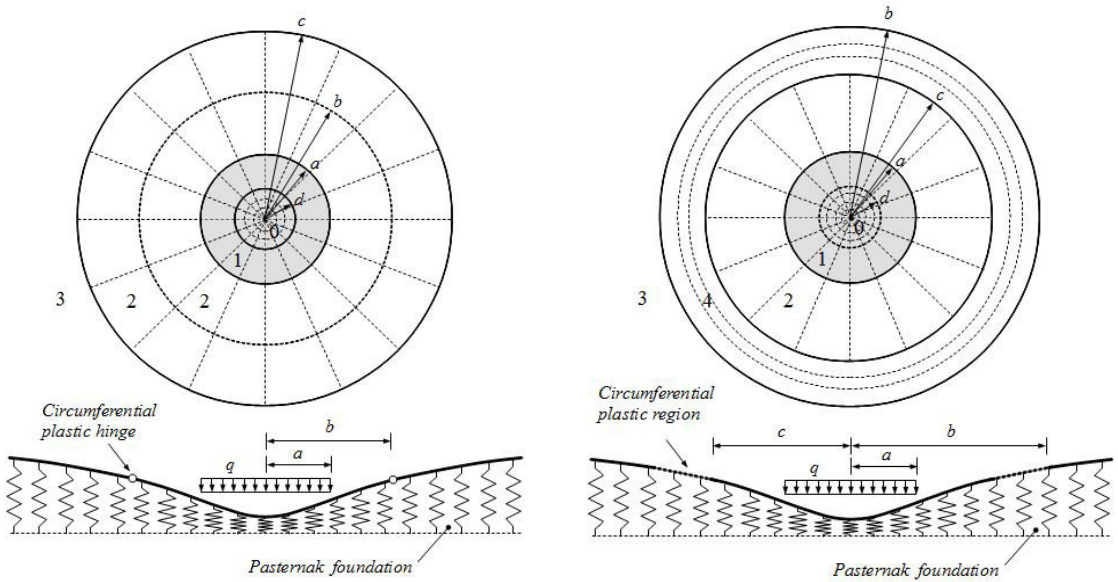 c
b
a
d
0
1
3
2
2
Circumferential
plastic hinge
b
q
a
Pasternak foundation
b
c
a
d
0
1
3
4
2
Circumferential
plastic region
c
b
q
a
Pasternak foundation